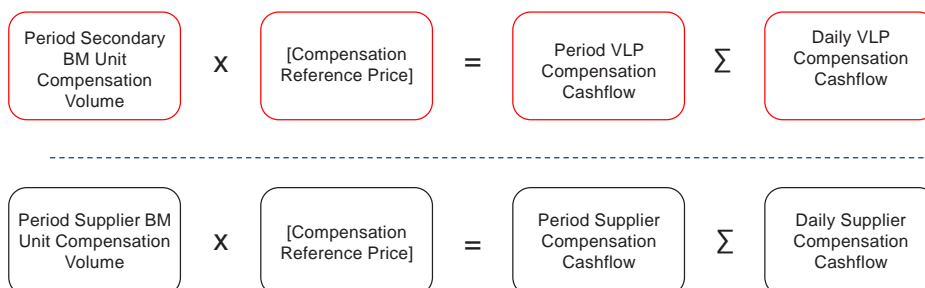 Period Secondary
BM Unit
Compensation
Volume
x
[Compensation
Reference Price]
=
Period VLP
Compensation
Cashflow
Σ
Daily VLP
Compensation
Cashflow
Period Supplier BM
Unit Compensation
Volume
x
[Compensation
Reference Price]
=
Period Supplier
Compensation
Cashflow
Σ
Daily Supplier
Compensation
Cashflow